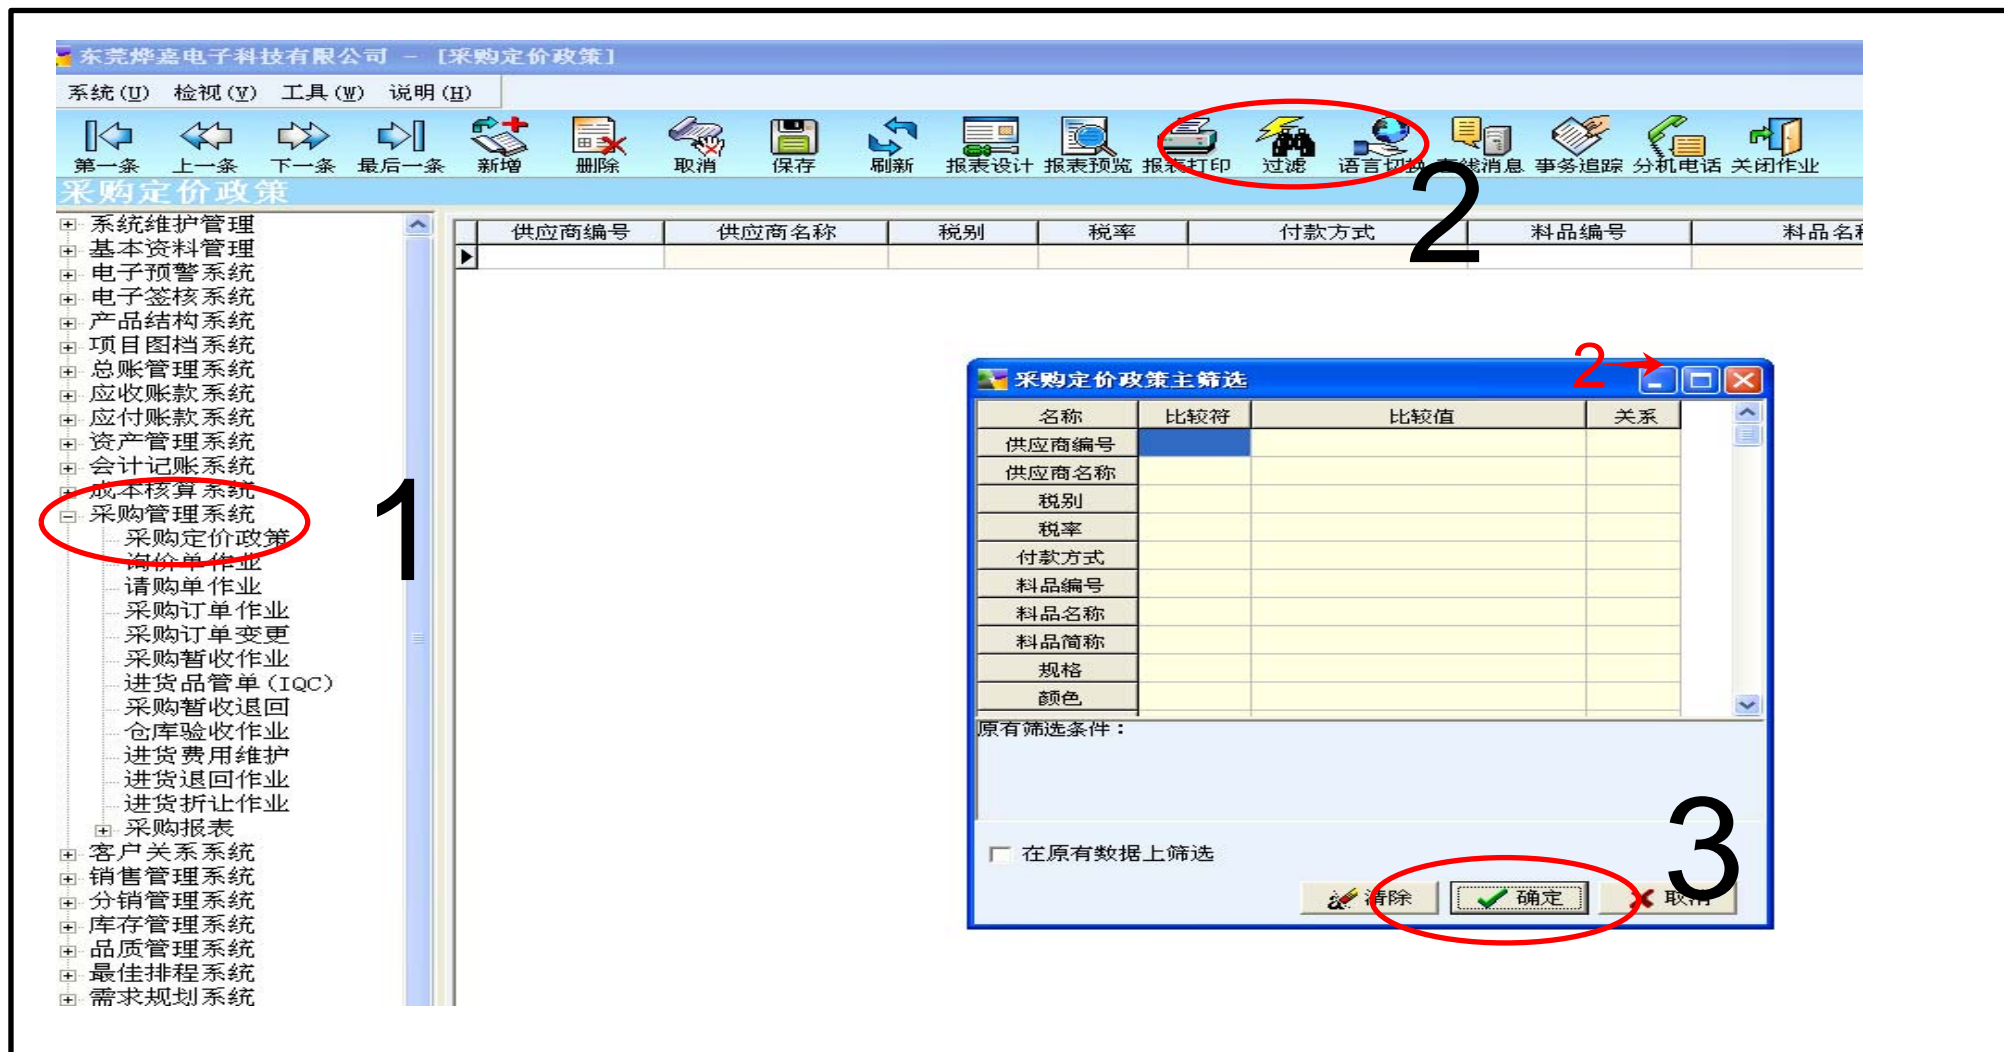 东莞烨嘉电子科技有限公司 - [采购定价政策]
系统(U) 检视(V) 工具(W) 说明(H)
第一条 上一条 下一条 最后一条 新增 删除 取消 保存 刷新 报表设计 报表预览 报表打印 过滤 语言切换 线消息 事务追踪 分机电话 关闭作业
2
采购定价政策
供应商编号 供应商名称 税别 税率 付款方式 料品编号 料品名称
系统维护管理
基本资料管理
电子预警系统
电子签核系统
产品结构系统
项目图档系统
总账管理系统
应收账款系统
应付账款系统
资产管理系统
会计记账系统
成本核算系统
采购管理系统
1
采购定价政策
询价单作业
请购单作业
采购订单作业
采购订单变更
采购暂收作业
进货品管单(IQC)
采购暂收退回
仓库验收作业
进货费用维护
进货退回作业
进货折让作业
采购报表
客户关系系统
销售管理系统
分销管理系统
库存管理系统
品质管理系统
最佳排程系统
需求规划系统
2
采购定价政策主筛选
名称 比较符 比较值 关系
供应商编号
供应商名称
税别
税率
付款方式
料品编号
料品名称
料品简称
规格
颜色
原有筛选条件：
3
在原有数据上筛选
清除 确定 取消